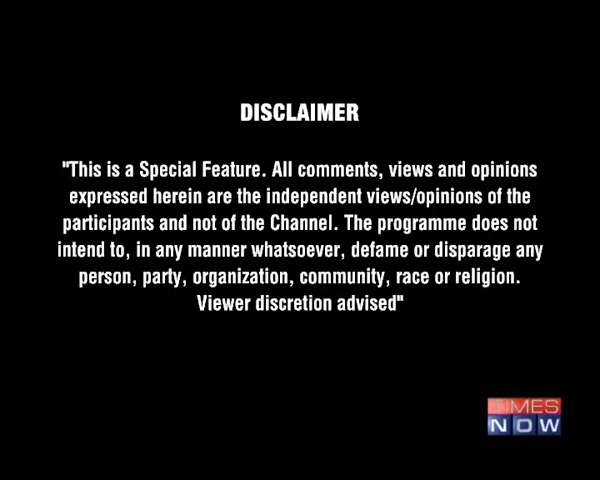 DISCLAIMER
"This is a Special Feature. All comments, views and opinions
expressed herein are the independent views/opinions of the
participants and not of the Channel. The programme does not
intend to, in any manner whatsoever, defame or disparage any
person, party, organization, community, race or religion.
Viewer discretion advised"
TIMES
NOW